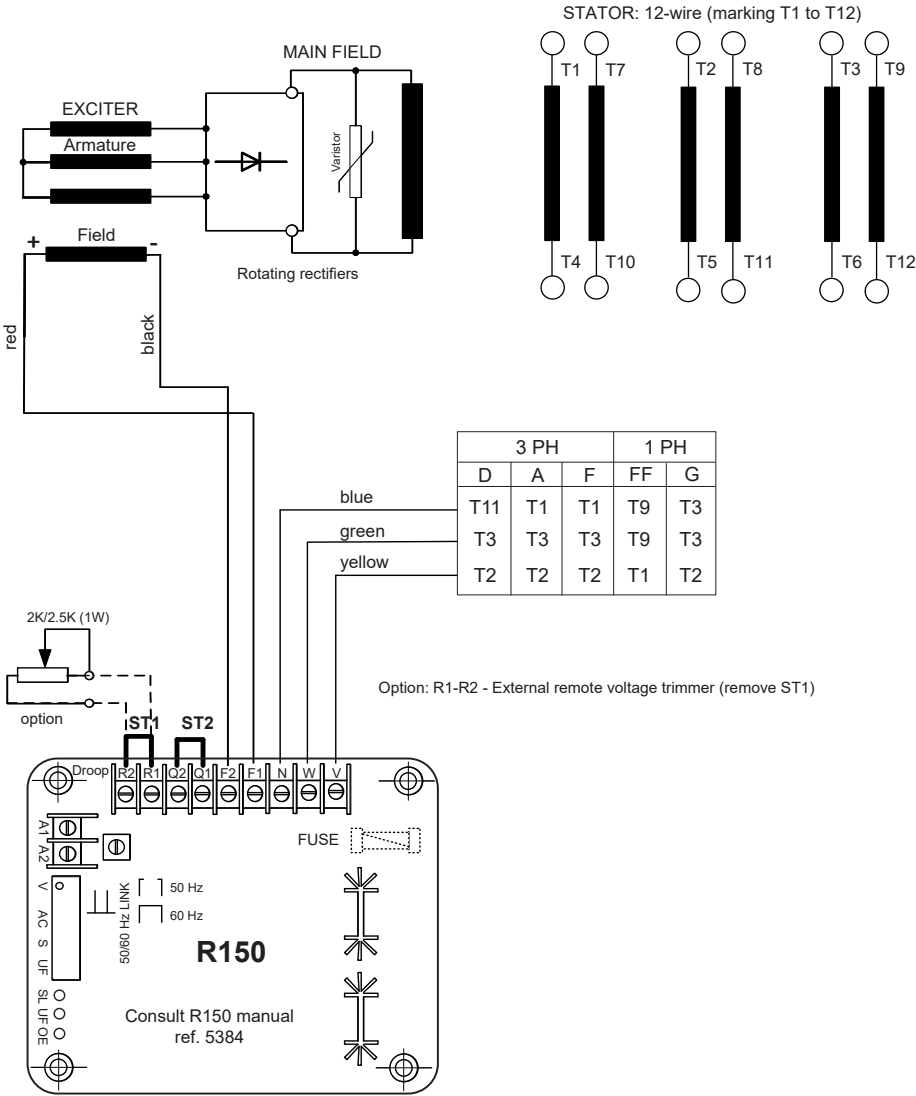 STATOR: 12-wire (marking T1 to T12)
T1 T7 T2 T8 T3 T9
T4 T10 T5 T11 T6 T12
MAIN FIELD
EXCITER
Armature
Varistor
+ Field -
Rotating rectifiers
red
black
3 PH 1 PH
D A F FF G
blue T11 T1 T1 T9 T3
green T3 T3 T3 T9 T3
yellow T2 T2 T2 T1 T2
2K/2.5K (1W)
option
Option: R1-R2 - External remote voltage trimmer (remove ST1)
ST1 ST2
Droop R2 R1 Q2 Q1 F2 F1 N W V
A1
A2
FUSE
V
AC
S
UF
50/60 Hz LINK
50 Hz
60 Hz
R150
SL
UF
OE
Consult R150 manual
ref. 5384